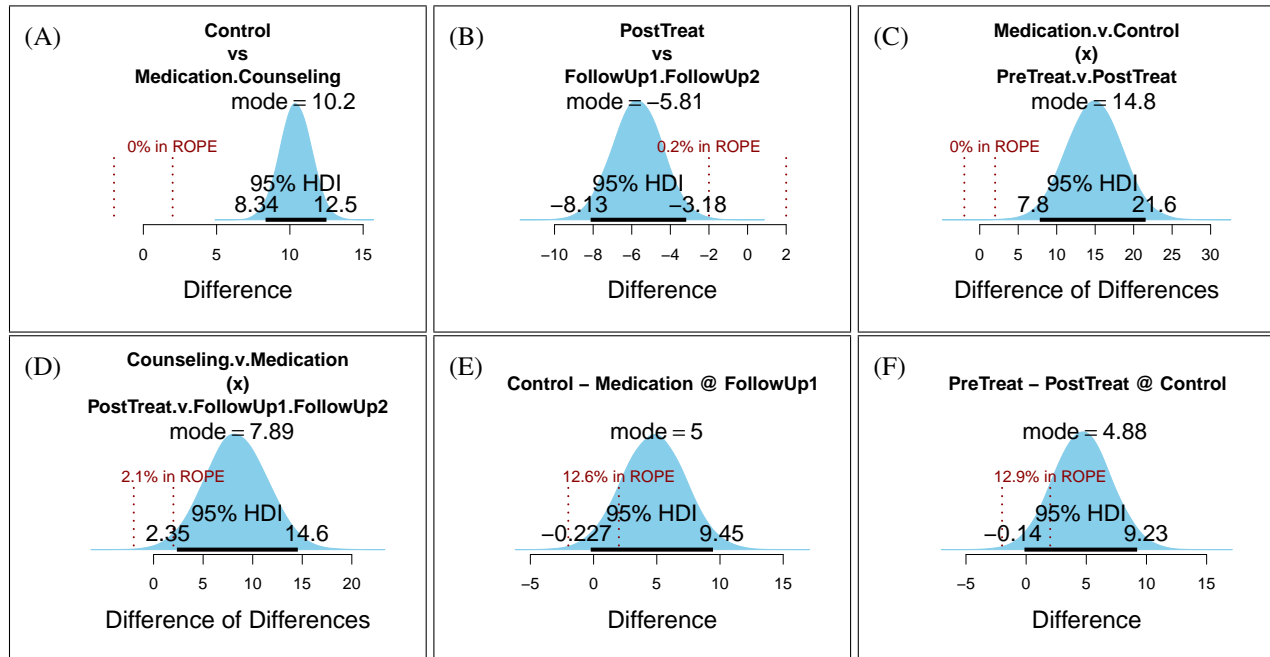 (A)
Control
vs
Medication.Counseling
mode = 10.2
0% in ROPE
95% HDI
8.34 12.5
0 5 10 15
Difference
(B)
PostTreat
vs
FollowUp1.FollowUp2
mode = −5.81
0.2% in ROPE
95% HDI
−8.13 −3.18
−10 −8 −6 −4 −2 0 2
Difference
(C)
Medication.v.Control
(x)
PreTreat.v.PostTreat
mode = 14.8
0% in ROPE
95% HDI
7.8 21.6
0 5 10 15 20 25 30
Difference of Differences
(D)
Counseling.v.Medication
(x)
PostTreat.v.FollowUp1.FollowUp2
mode = 7.89
2.1% in ROPE
95% HDI
2.35 14.6
0 5 10 15 20
Difference of Differences
(E)
Control − Medication @ FollowUp1
mode = 5
12.6% in ROPE
95% HDI
−0.227 9.45
−5 0 5 10 15
Difference
(F)
PreTreat − PostTreat @ Control
mode = 4.88
12.9% in ROPE
95% HDI
−0.14 9.23
−5 0 5 10 15
Difference